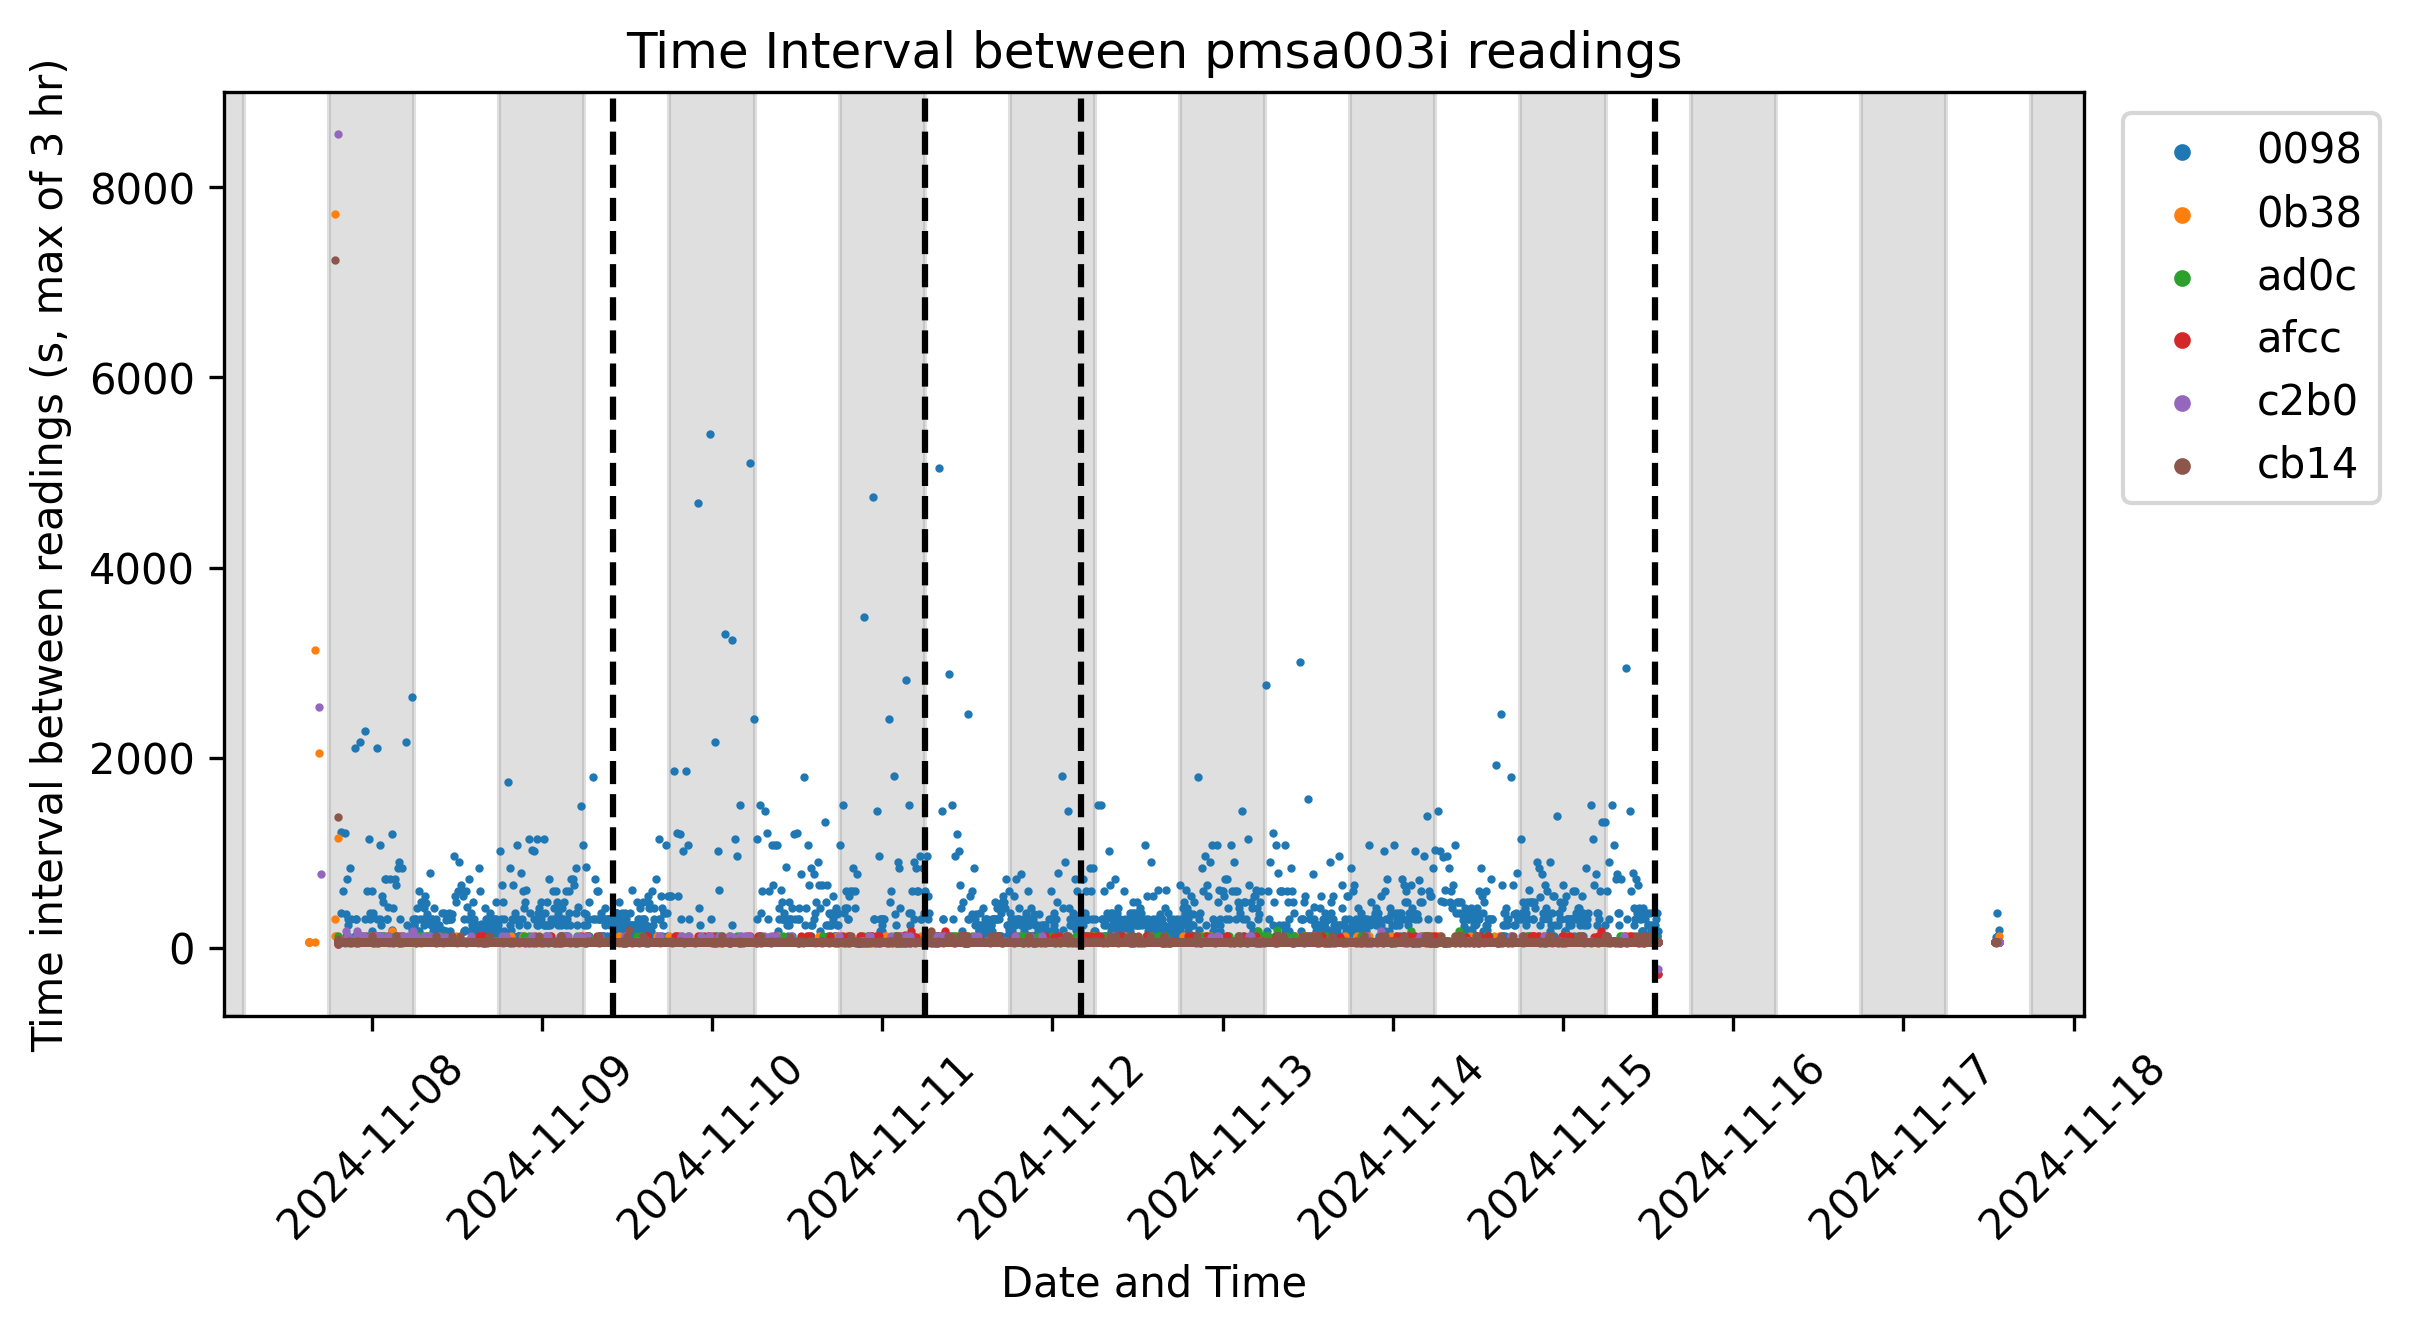 Time Interval between pmsa003i readings
Time interval between readings (s, max of 3 hr)
8000
6000
4000
2000
0
2024-11-08
2024-11-09
2024-11-10
2024-11-11
2024-11-12
2024-11-13
2024-11-14
2024-11-15
2024-11-16
2024-11-17
2024-11-18
Date and Time
0098
0b38
ad0c
afcc
c2b0
cb14